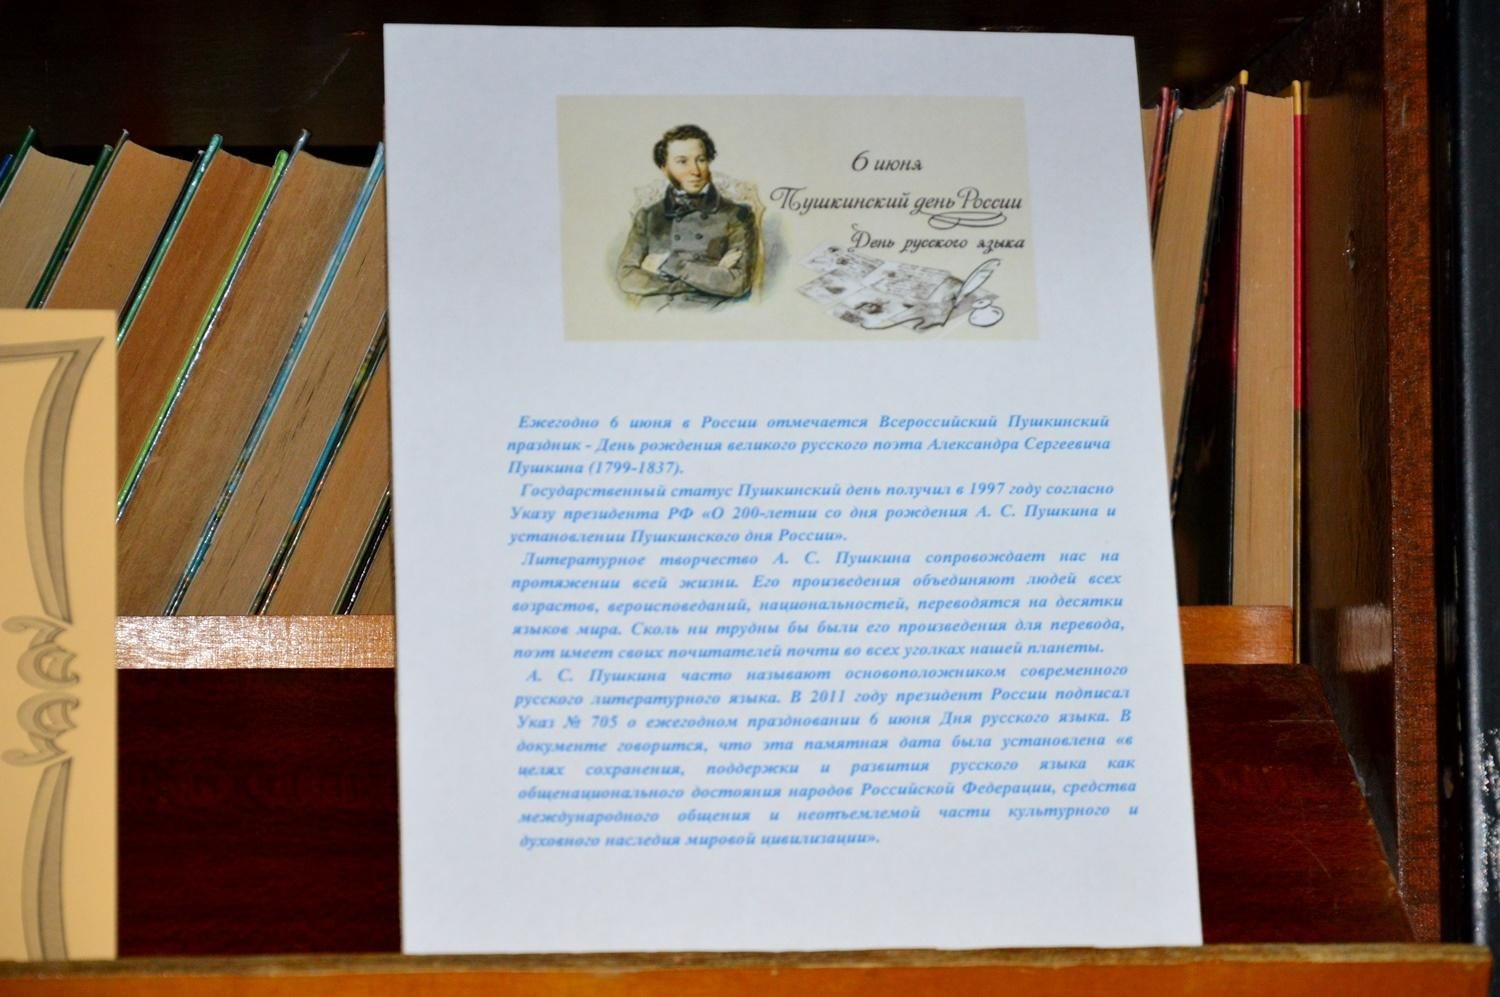 6 июня
Пушкинский день России
День русского языка
Ежегодно 6 июня в России отмечается Всероссийский Пушкинский
праздник - День рождения великого русского поэта Александра Сергеевича
Пушкина (1799-1837).
Государственный статус Пушкинский день получил в 1997 году согласно
Указу президента РФ «О 200-летии со дня рождения А. С. Пушкина и
установлении Пушкинского дня России».
Литературное творчество А. С. Пушкина сопровождает нас на
протяжении всей жизни. Его произведения объединяют людей всех
возрастов, вероисповеданий, национальностей, переводятся на десятки
языков мира. Сколь ни трудны бы были его произведения для перевода,
поэт имеет своих почитателей почти во всех уголках нашей планеты.
А. С. Пушкина часто называют основоположником современного
русского литературного языка. В 2011 году президент России подписал
Указ № 705 о ежегодном праздновании 6 июня Дня русского языка. В
документе говорится, что эта памятная дата была установлена «в
целях сохранения, поддержки и развития русского языка как
общенационального достояния народов Российской Федерации, средства
международного общения и неотъемлемой части культурного и
духовного наследия мировой цивилизации».